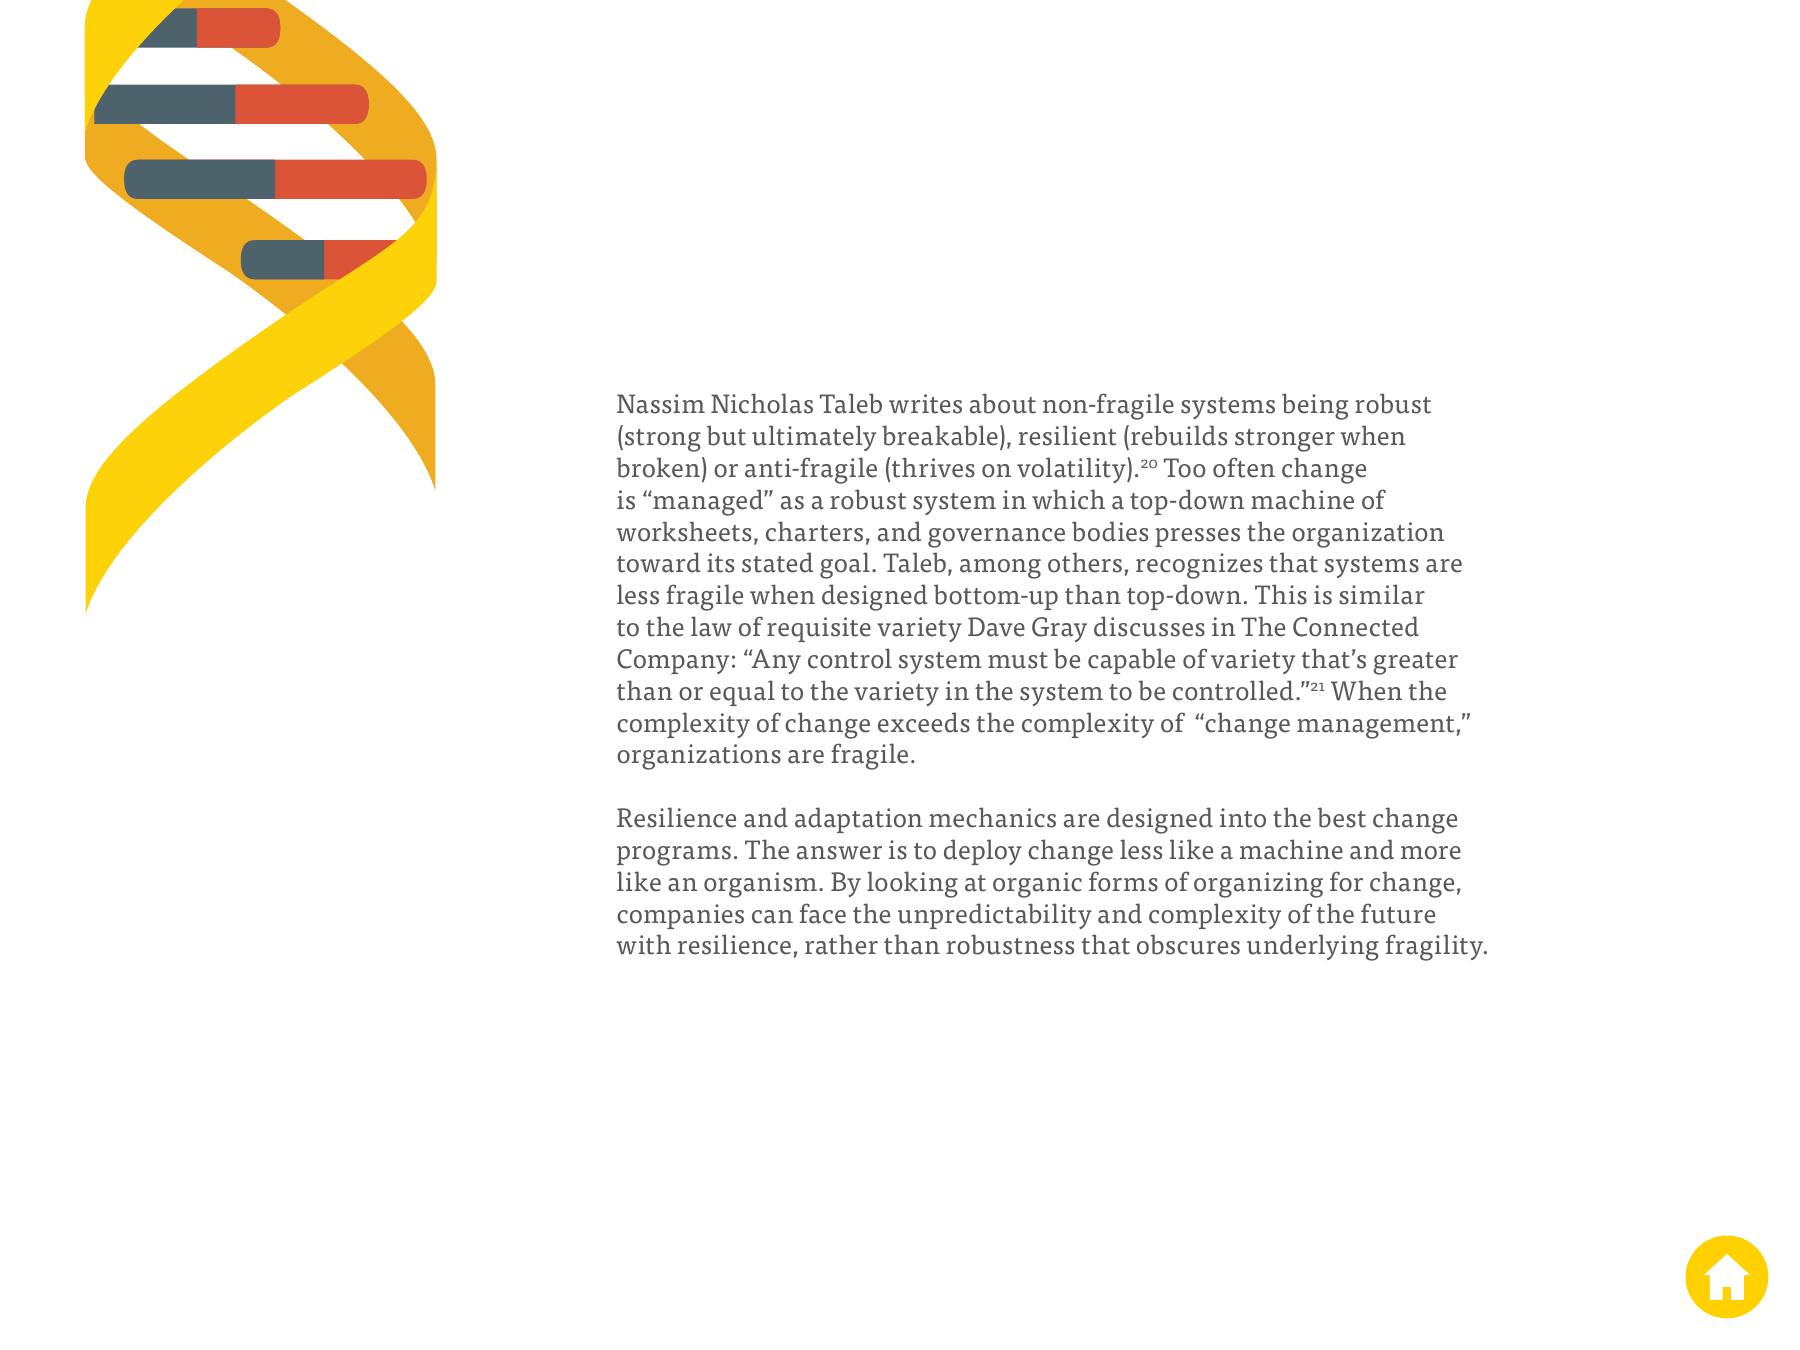 Nassim Nicholas Taleb writes about non-fragile systems being robust
(strong but ultimately breakable), resilient (rebuilds stronger when
broken) or anti-fragile (thrives on volatility).²⁰ Too often change
is “managed” as a robust system in which a top-down machine of
worksheets, charters, and governance bodies presses the organization
toward its stated goal. Taleb, among others, recognizes that systems are
less fragile when designed bottom-up than top-down. This is similar
to the law of requisite variety Dave Gray discusses in The Connected
Company: “Any control system must be capable of variety that’s greater
than or equal to the variety in the system to be controlled.”²¹ When the
complexity of change exceeds the complexity of “change management,”
organizations are fragile.
Resilience and adaptation mechanics are designed into the best change
programs. The answer is to deploy change less like a machine and more
like an organism. By looking at organic forms of organizing for change,
companies can face the unpredictability and complexity of the future
with resilience, rather than robustness that obscures underlying fragility.